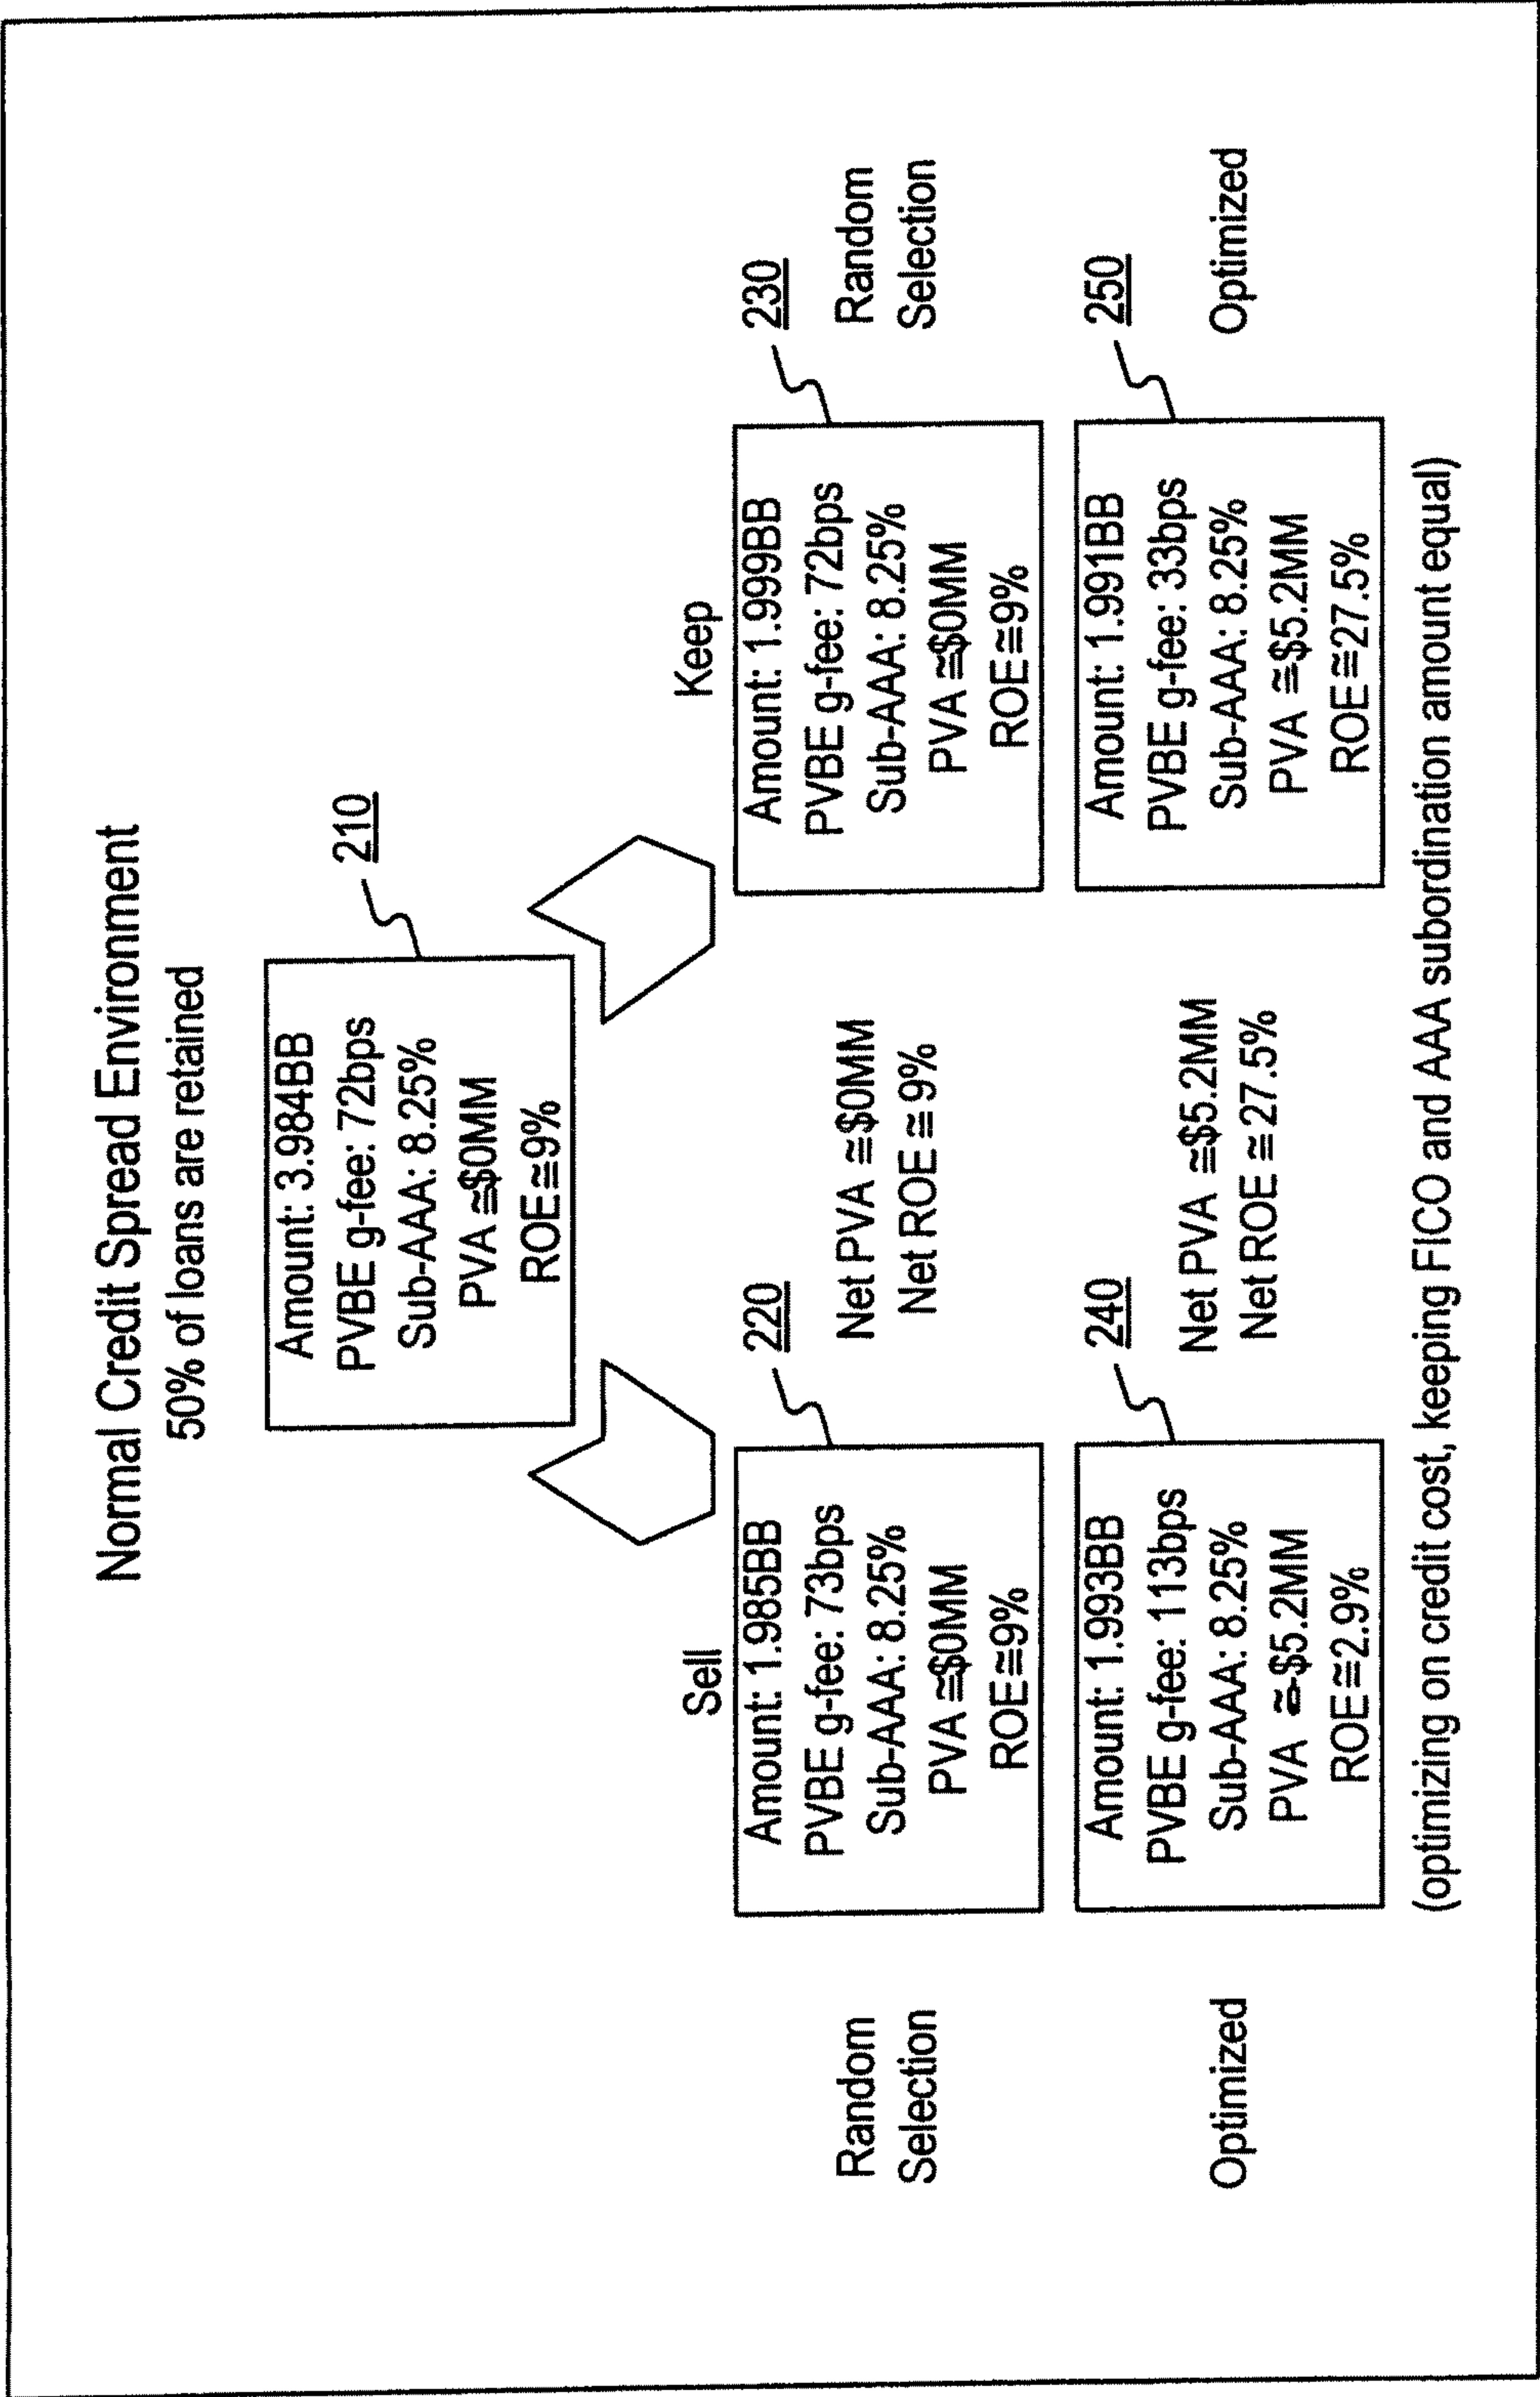 Normal Credit Spread Environment
50% of loans are retained
210
Amount: 3.984BB
PVBE g-fee: 72bps
Sub-AAA: 8.25%
PVA ≅$0MM
ROE≅9%
Sell
Keep
Random
Selection
220
Amount: 1.985BB
PVBE g-fee: 73bps
Sub-AAA: 8.25%
PVA ≅$0MM
ROE≅9%
Net PVA ≅$0MM
Net ROE ≅ 9%
230
Amount: 1.999BB
PVBE g-fee: 72bps
Sub-AAA: 8.25%
PVA ≅$0MM
ROE≅9%
Random
Selection
Optimized
240
Amount: 1.993BB
PVBE g-fee: 113bps
Sub-AAA: 8.25%
PVA ≅-$5.2MM
ROE≅2.9%
Net PVA ≅$5.2MM
Net ROE ≅27.5%
250
Amount: 1.991BB
PVBE g-fee: 33bps
Sub-AAA: 8.25%
PVA ≅$5.2MM
ROE≅27.5%
Optimized
(optimizing on credit cost, keeping FICO and AAA subordination amount equal)